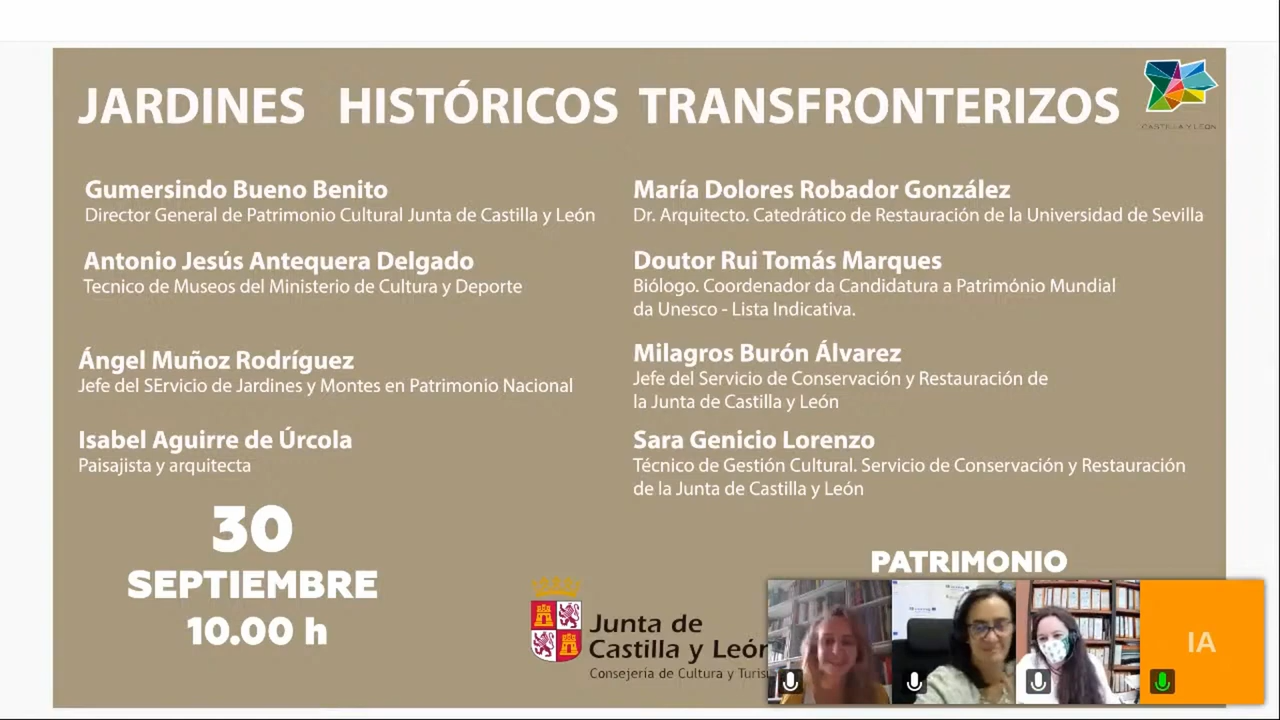 JARDINES HISTÓRICOS TRANSFRONTERIZOS
CASTILLA Y LEÓN
Gumersindo Bueno Benito
Director General de Patrimonio Cultural Junta de Castilla y León
Antonio Jesús Antequera Delgado
Tecnico de Museos del Ministerio de Cultura y Deporte
Ángel Muñoz Rodríguez
Jefe del SErvicio de Jardines y Montes en Patrimonio Nacional
Isabel Aguirre de Úrcola
Paisajista y arquitecta
María Dolores Robador González
Dr. Arquitecto. Catedrático de Restauración de la Universidad de Sevilla
Doutor Rui Tomás Marques
Biólogo. Coordenador da Candidatura a Património Mundial
da Unesco - Lista Indicativa.
Milagros Burón Álvarez
Jefe del Servicio de Conservación y Restauración de
la Junta de Castilla y León
Sara Genicio Lorenzo
Técnico de Gestión Cultural. Servicio de Conservación y Restauración
de la Junta de Castilla y León
30
SEPTIEMBRE
10.00 h
Junta de
Castilla y León
Consejería de Cultura y Turis
PATRIMONIO
IA